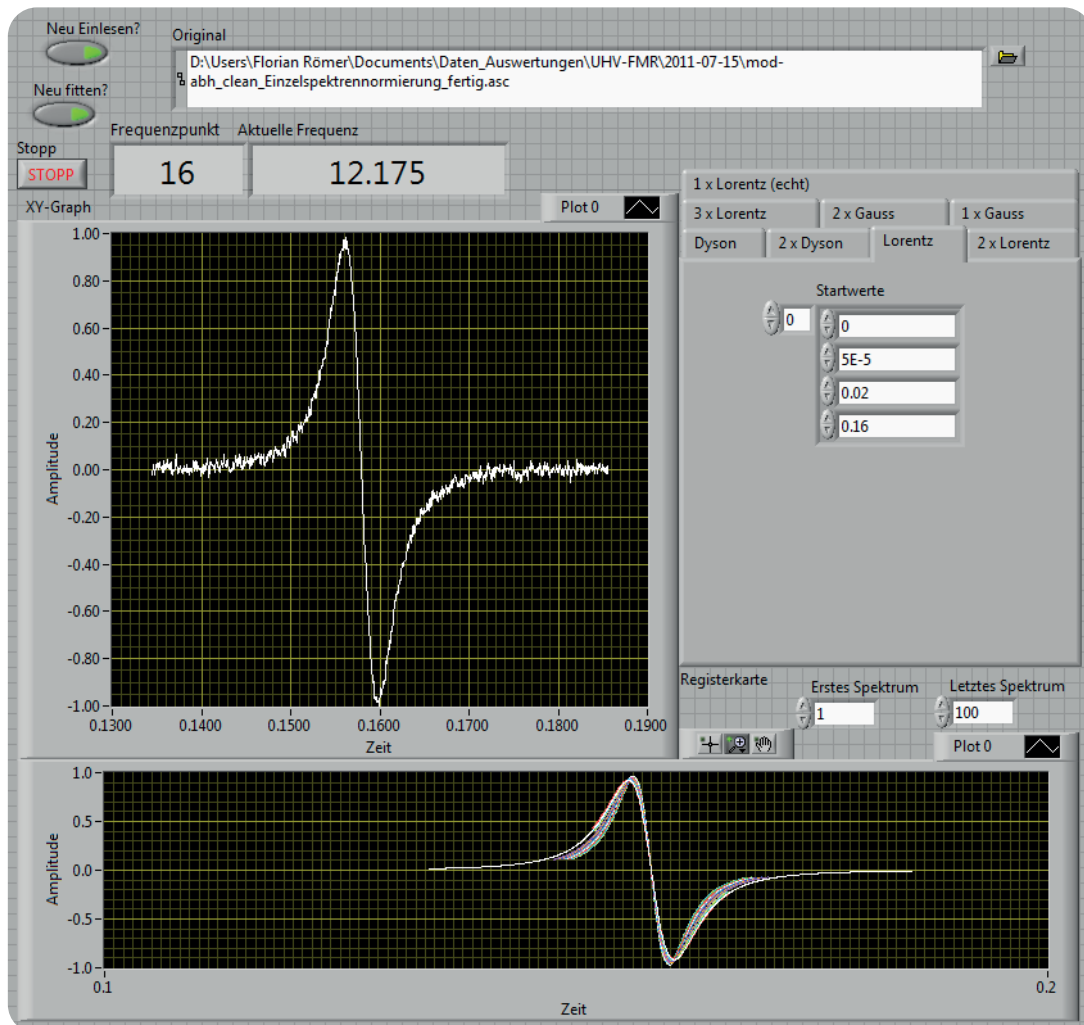 Neu Einlesen?
Original
D:\Users\Florian Römer\Documents\Daten_Auswertungen\UHV-FMR\2011-07-15\mod-
abh_clean_Einzelspektrennormierung_fertig.asc
Neu fitten?
Frequenzpunkt
Aktuelle Frequenz
Stopp
STOPP
16
12.175
XY-Graph
Plot 0
1.00
0.80
0.60
0.40
0.20
0.00
-0.20
-0.40
-0.60
-0.80
-1.00
Amplitude
0.1300 0.1400 0.1500 0.1600 0.1700 0.1800 0.1900
Zeit
1 x Lorentz (echt)
3 x Lorentz 2 x Gauss 1 x Gauss
Dyson 2 x Dyson Lorentz 2 x Lorentz
Startwerte
0 0
5E-5
0.02
0.16
Registerkarte
Erstes Spektrum
Letztes Spektrum
1
100
Plot 0
1.0
0.5
0.0
-0.5
-1.0
Amplitude
0.1 0.2
Zeit